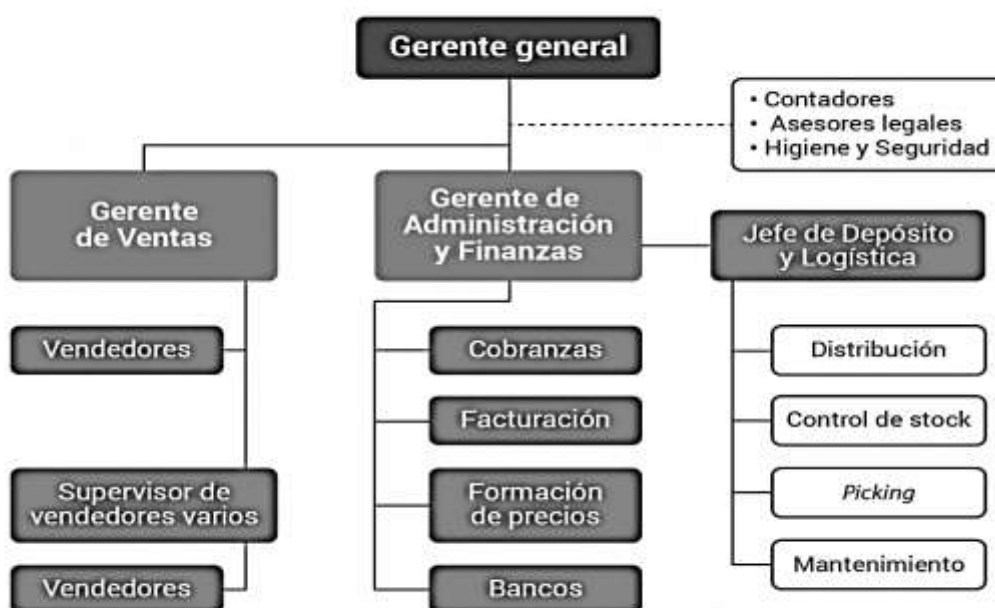 Gerente general
• Contadores
• Asesores legales
• Higiene y Seguridad
Gerente
de Ventas
Gerente de
Administración
y Finanzas
Jefe de Depósito
y Logística
Vendedores
Supervisor de
vendedores varios
Vendedores
Cobranzas
Facturación
Formación
de precios
Bancos
Distribución
Control de stock
Picking
Mantenimiento